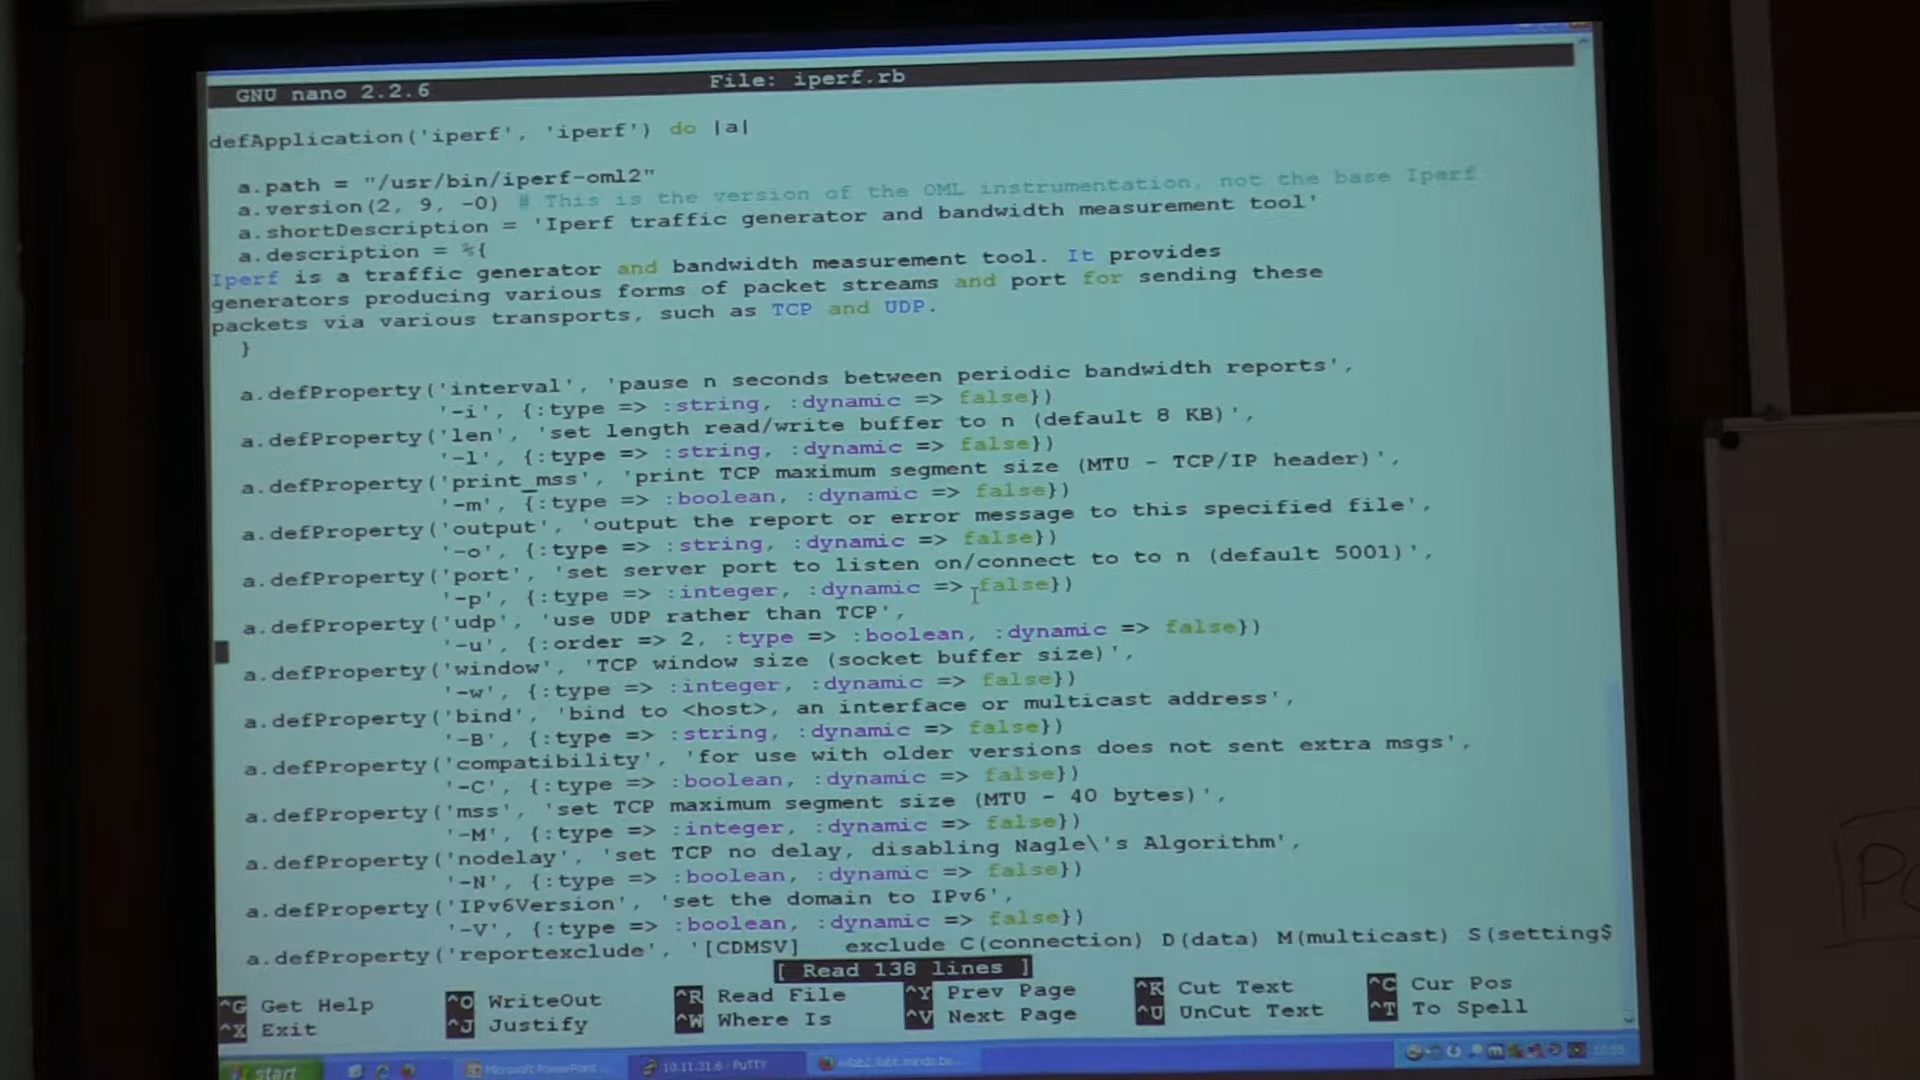 GNU nano 2.2.6 File: iperf.rb
defApplication('iperf', 'iperf') do |a|
a.path = "/usr/bin/iperf-oml2"
a.version(2, 9, -0) # This is the version of the OML instrumentation, not the base Iperf
a.shortDescription = 'Iperf traffic generator and bandwidth measurement tool'
a.description = %{
Iperf is a traffic generator and bandwidth measurement tool. It provides
generators producing various forms of packet streams and port for sending these
packets via various transports, such as TCP and UDP.
}
a.defProperty('interval', 'pause n seconds between periodic bandwidth reports',
'-i', {:type => :string, :dynamic => false})
a.defProperty('len', 'set length read/write buffer to n (default 8 KB)',
'-l', {:type => :string, :dynamic => false})
a.defProperty('print_mss', 'print TCP maximum segment size (MTU - TCP/IP header)',
'-m', {:type => :boolean, :dynamic => false})
a.defProperty('output', 'output the report or error message to this specified file',
'-o', {:type => :string, :dynamic => false})
a.defProperty('port', 'set server port to listen on/connect to to n (default 5001)',
'-p', {:type => :integer, :dynamic => false})
a.defProperty('udp', 'use UDP rather than TCP',
'-u', {:order => 2, :type => :boolean, :dynamic => false})
a.defProperty('window', 'TCP window size (socket buffer size)',
'-w', {:type => :integer, :dynamic => false})
a.defProperty('bind', 'bind to <host>, an interface or multicast address',
'-B', {:type => :string, :dynamic => false})
a.defProperty('compatibility', 'for use with older versions does not sent extra msgs',
'-C', {:type => :boolean, :dynamic => false})
a.defProperty('mss', 'set TCP maximum segment size (MTU - 40 bytes)',
'-M', {:type => :integer, :dynamic => false})
a.defProperty('nodelay', 'set TCP no delay, disabling Nagle\'s Algorithm',
'-N', {:type => :boolean, :dynamic => false})
a.defProperty('IPv6Version', 'set the domain to IPv6',
'-V', {:type => :boolean, :dynamic => false})
a.defProperty('reportexclude', '[CDMSV] exclude C(connection) D(data) M(multicast) S(setting$
[ Read 138 lines ]
^G Get Help ^O WriteOut ^R Read File ^Y Prev Page ^K Cut Text ^C Cur Pos
^X Exit ^J Justify ^W Where Is ^V Next Page ^U UnCut Text ^T To Spell
start Microsoft PowerPoint 10.11.31.6 - PuTTY